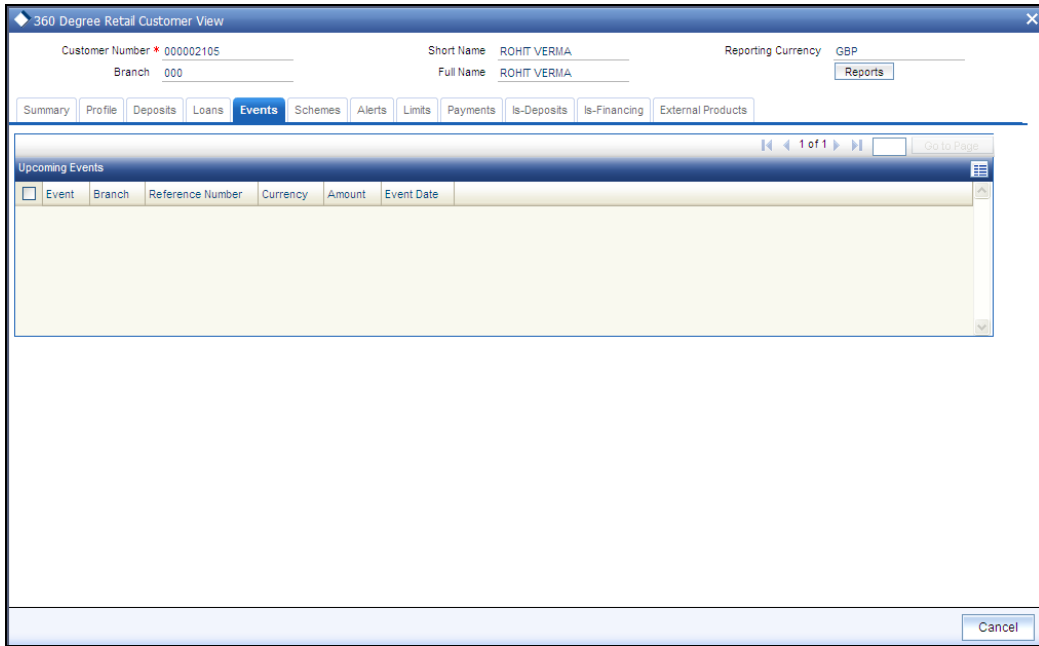 360 Degree Retail Customer View
Customer Number * 000002105 Short Name ROHIT VERMA Reporting Currency GBP
Branch 000 Full Name ROHIT VERMA Reports
Summary Profile Deposits Loans Events Schemes Alerts Limits Payments Is-Deposits Is-Financing External Products
1 of 1 Go to Page
Upcoming Events
Event Branch Reference Number Currency Amount Event Date
Cancel